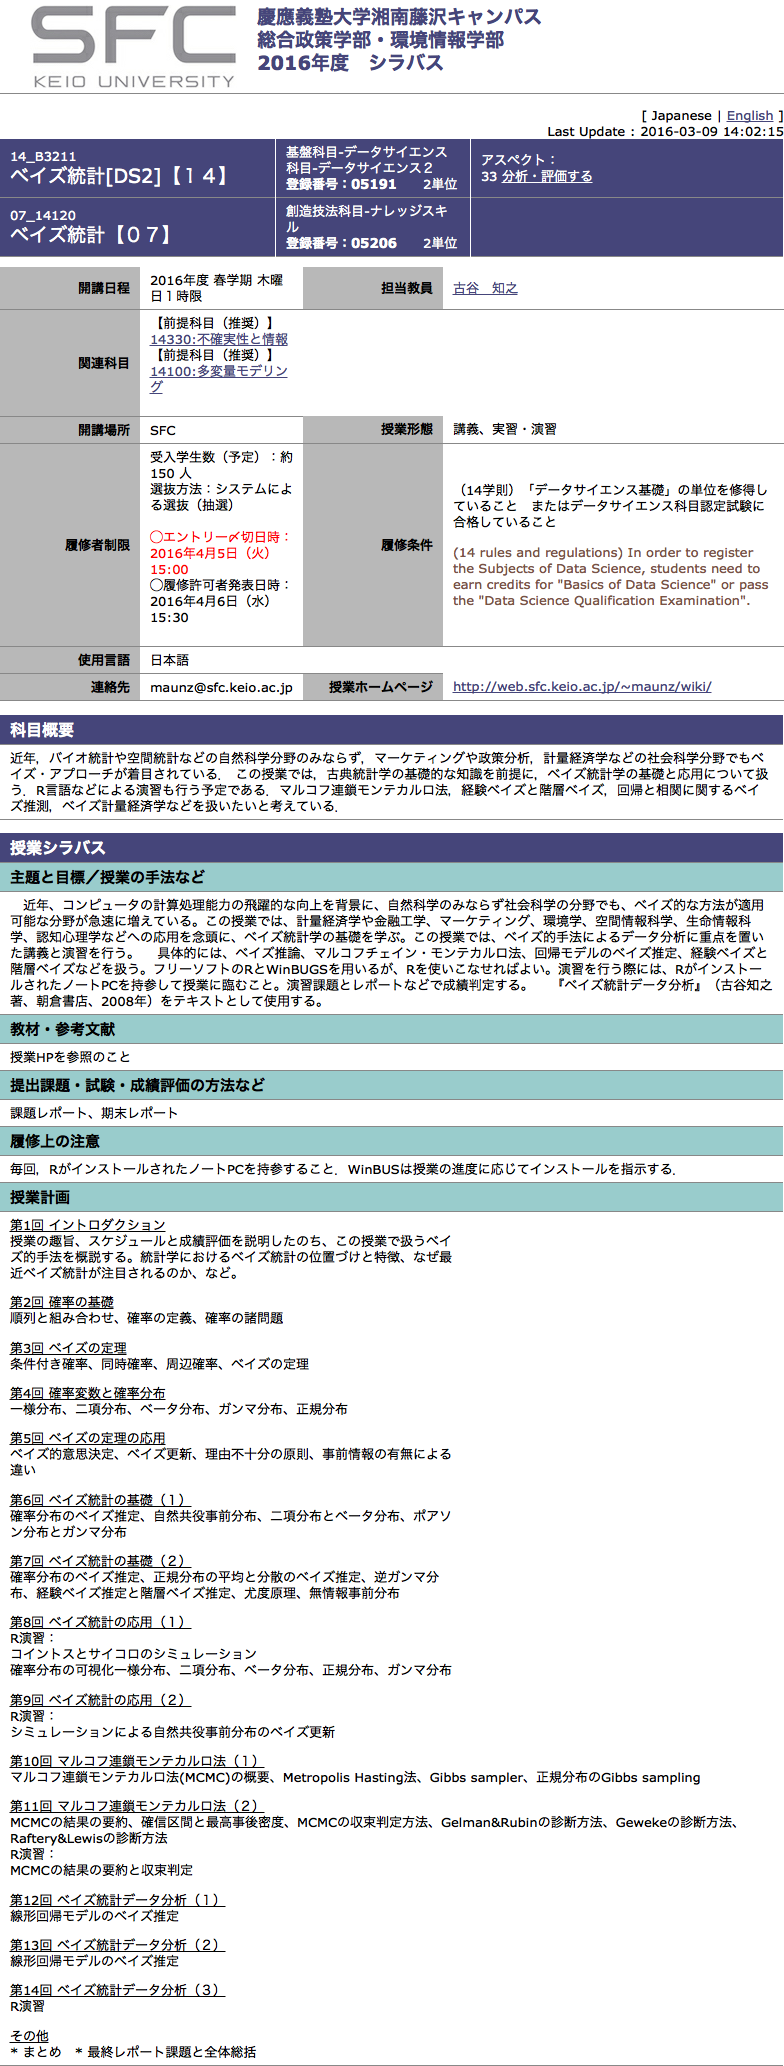 SFC
KEIO UNIVERSITY
慶應義塾大学湘南藤沢キャンパス
総合政策学部・環境情報学部
2016年度　シラバス
[ Japanese | English ]
Last Update : 2016-03-09 14:02:15
14_B3211
ベイズ統計[DS2]【１４】
基盤科目-データサイエンス
科目-データサイエンス２
登録番号：05191　　2単位
アスペクト：
33 分析・評価する
07_14120
ベイズ統計【０７】
創造技法科目-ナレッジスキ
ル
登録番号：05206　　2単位
開講日程
2016年度 春学期 木曜
日１時限
担当教員
古谷　知之
関連科目
【前提科目（推奨）】
14330:不確実性と情報
【前提科目（推奨）】
14100:多変量モデリン
グ
開講場所
SFC
授業形態
講義、実習・演習
履修者制限
受入学生数（予定）：約
150 人
選抜方法：システムによ
る選抜（抽選）
◯エントリー〆切日時：
2016年4月5日（火）
15:00
◯履修許可者発表日時：
2016年4月6日（水）
15:30
履修条件
（14学則）「データサイエンス基礎」の単位を修得し
ていること　またはデータサイエンス科目認定試験に
合格していること
(14 rules and regulations) In order to register
the Subjects of Data Science, students need to
earn credits for "Basics of Data Science" or pass
the "Data Science Qualification Examination".
使用言語
日本語
連絡先
maunz@sfc.keio.ac.jp
授業ホームページ
http://web.sfc.keio.ac.jp/~maunz/wiki/
科目概要
近年，バイオ統計や空間統計などの自然科学分野のみならず，マーケティングや政策分析，計量経済学などの社会科学分野でもベ
イズ・アプローチが着目されている． この授業では，古典統計学の基礎的な知識を前提に，ベイズ統計学の基礎と応用について扱
う．R言語などによる演習も行う予定である．マルコフ連鎖モンテカルロ法，経験ベイズと階層ベイズ，回帰と相関に関するベイ
ズ推測，ベイズ計量経済学などを扱いたいと考えている．
授業シラバス
主題と目標／授業の手法など
　近年、コンピュータの計算処理能力の飛躍的な向上を背景に、自然科学のみならず社会科学の分野でも、ベイズ的な方法が適用
可能な分野が急速に増えている。この授業では、計量経済学や金融工学、マーケティング、環境学、空間情報科学、生命情報科
学、認知心理学などへの応用を念頭に、ベイズ統計学の基礎を学ぶ。この授業では、ベイズ的手法によるデータ分析に重点を置い
た講義と演習を行う。　 具体的には、ベイズ推論、マルコフチェイン・モンテカルロ法、回帰モデルのベイズ推定、経験ベイズと
階層ベイズなどを扱う。フリーソフトのRとWinBUGSを用いるが、Rを使いこなせればよい。演習を行う際には、Rがインストー
ルされたノートPCを持参して授業に臨むこと。演習課題とレポートなどで成績判定する。　　『ベイズ統計データ分析』（古谷知之
著、朝倉書店、2008年）をテキストとして使用する。
教材・参考文献
授業HPを参照のこと
提出課題・試験・成績評価の方法など
課題レポート、期末レポート
履修上の注意
毎回，RがインストールされたノートPCを持参すること．WinBUSは授業の進度に応じてインストールを指示する．
授業計画
第1回 イントロダクション
授業の趣旨、スケジュールと成績評価を説明したのち、この授業で扱うベイ
ズ的手法を概説する。統計学におけるベイズ統計の位置づけと特徴、なぜ最
近ベイズ統計が注目されるのか、など。
第2回 確率の基礎
順列と組み合わせ、確率の定義、確率の諸問題
第3回 ベイズの定理
条件付き確率、同時確率、周辺確率、ベイズの定理
第4回 確率変数と確率分布
一様分布、二項分布、ベータ分布、ガンマ分布、正規分布
第5回 ベイズの定理の応用
ベイズ的意思決定、ベイズ更新、理由不十分の原則、事前情報の有無による
違い
第6回 ベイズ統計の基礎（１）
確率分布のベイズ推定、自然共役事前分布、二項分布とベータ分布、ポアソ
ン分布とガンマ分布
第7回 ベイズ統計の基礎（２）
確率分布のベイズ推定、正規分布の平均と分散のベイズ推定、逆ガンマ分
布、経験ベイズ推定と階層ベイズ推定、尤度原理、無情報事前分布
第8回 ベイズ統計の応用（１）
R演習：
コイントスとサイコロのシミュレーション
確率分布の可視化一様分布、二項分布、ベータ分布、正規分布、ガンマ分布
第9回 ベイズ統計の応用（２）
R演習：
シミュレーションによる自然共役事前分布のベイズ更新
第10回 マルコフ連鎖モンテカルロ法（１）
マルコフ連鎖モンテカルロ法(MCMC)の概要、Metropolis Hasting法、Gibbs sampler、正規分布のGibbs sampling
第11回 マルコフ連鎖モンテカルロ法（２）
MCMCの結果の要約、確信区間と最高事後密度、MCMCの収束判定方法、Gelman&Rubinの診断方法、Gewekeの診断方法、
Raftery&Lewisの診断方法
R演習：
MCMCの結果の要約と収束判定
第12回 ベイズ統計データ分析（１）
線形回帰モデルのベイズ推定
第13回 ベイズ統計データ分析（２）
線形回帰モデルのベイズ推定
第14回 ベイズ統計データ分析（３）
R演習
その他
* まとめ　* 最終レポート課題と全体総括